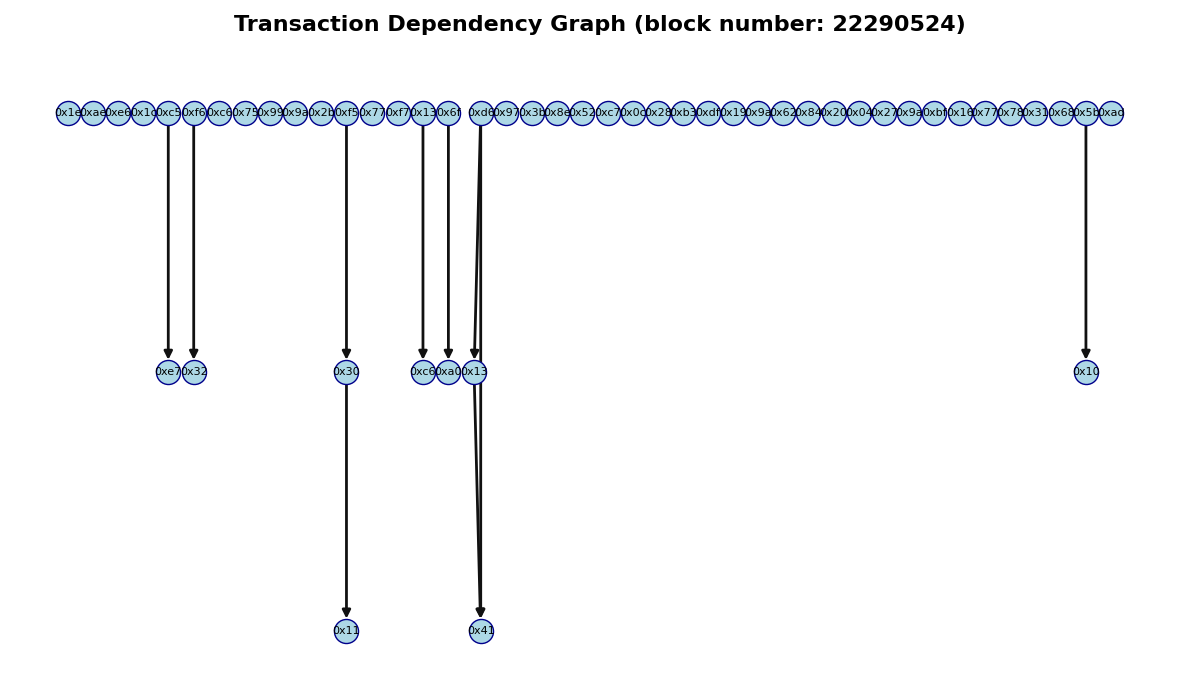 Transaction Dependency Graph (block number: 22290524)
0x1e 0xae 0xe6 0x1d 0xc5 0xf6 0xc6 0x75 0x99 0x9a 0x2b 0xf5 0x77 0xf7 0x13 0x6f 0xd6 0x97 0x3b 0x8e 0x52 0xc7 0x0d 0x28 0xb3 0xdf 0x19 0x9a 0x62 0x84 0x20 0x04 0x27 0x9a 0xbf 0x16 0x77 0x78 0x31 0x68 0x5b 0xad
0xe7 0x32 0x30 0xc6 0xa0 0x13 0x10
0x11 0x41